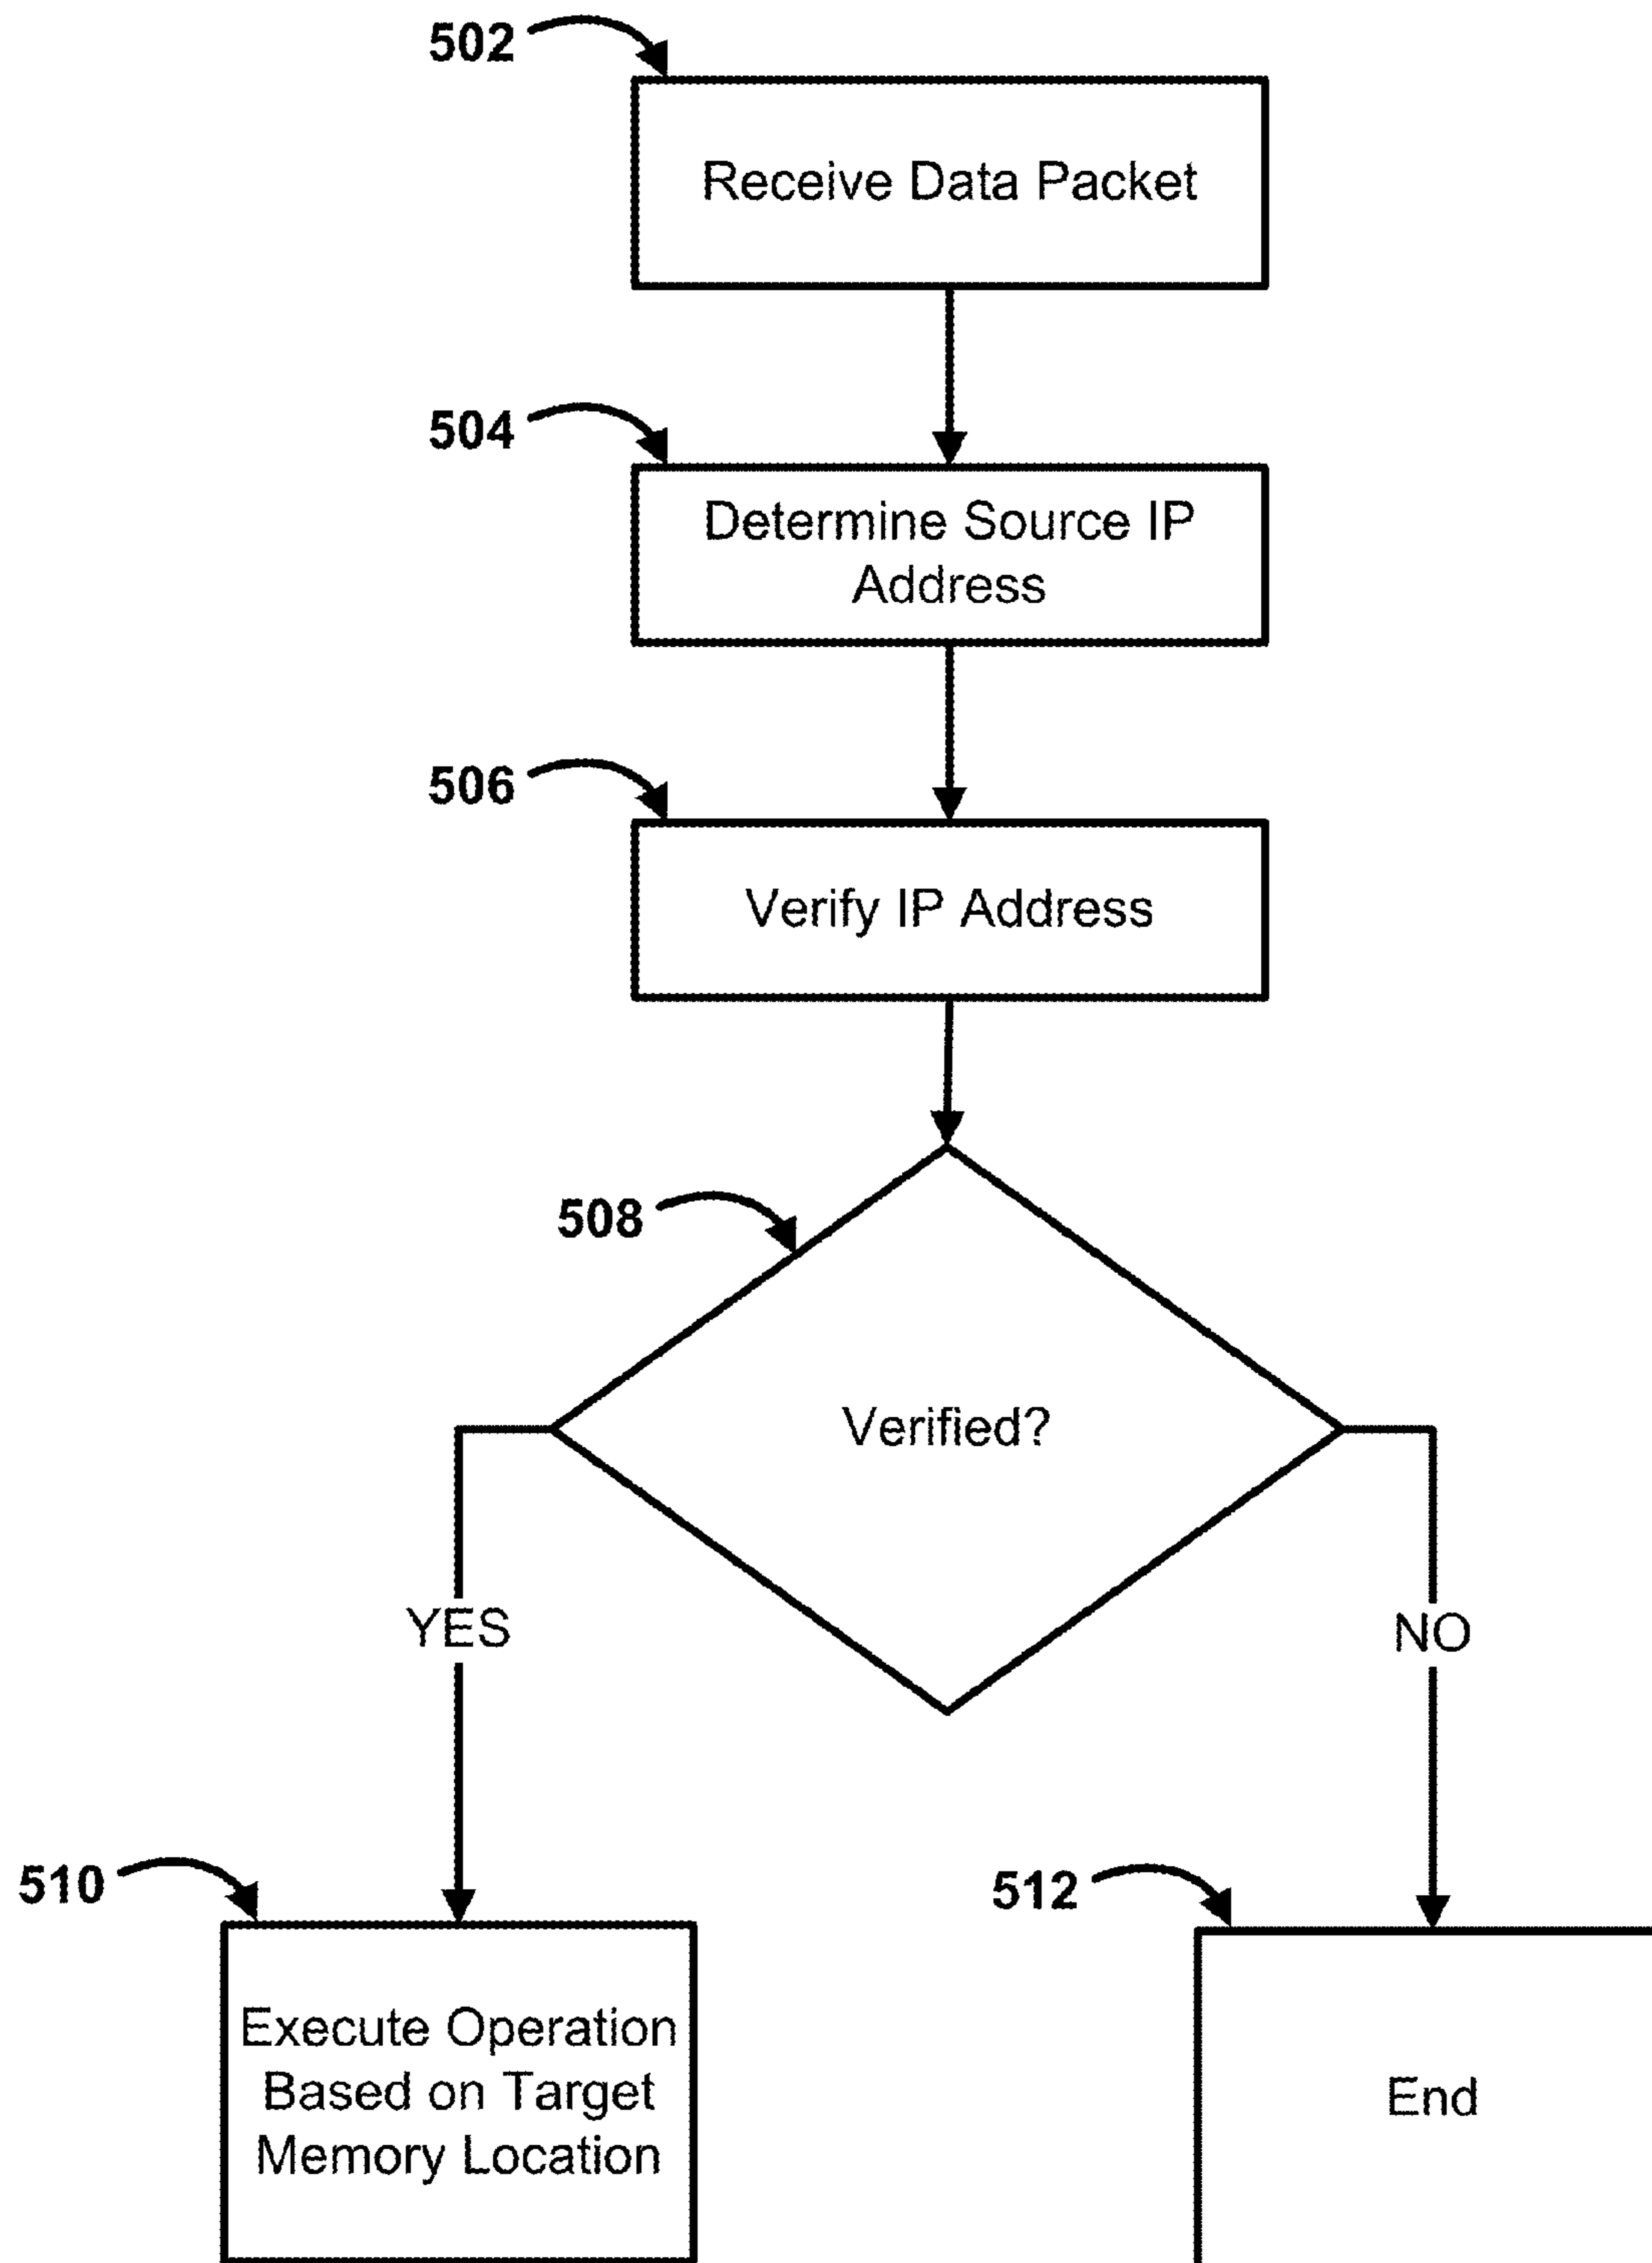 502
Receive Data Packet
504
Determine Source IP
Address
506
Verify IP Address
508
Verified?
YES
NO
510
Execute Operation
Based on Target
Memory Location
512
End